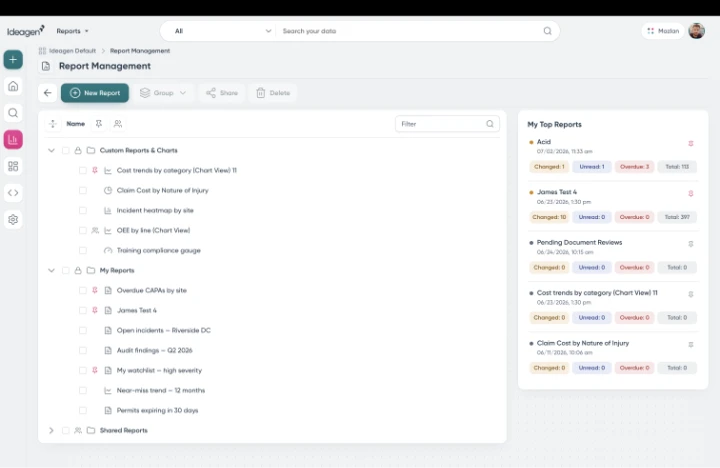 Ideagen
Reports
All
Search your data
Mazlan
Ideagen Default > Report Management
Report Management
New Report
Group
Share
Delete
Name
Filter
Custom Reports & Charts
Cost trends by category (Chart View) 11
Claim Cost by Nature of Injury
Incident heatmap by site
OEE by line (Chart View)
Training compliance gauge
My Reports
Overdue CAPAs by site
James Test 4
Open incidents — Riverside DC
Audit findings — Q2 2026
My watchlist — high severity
Near-miss trend — 12 months
Permits expiring in 30 days
Shared Reports
My Top Reports
Acid
07/02/2026, 11:33 am
Changed: 1 Unread: 1 Overdue: 3 Total: 113
James Test 4
06/23/2026, 1:30 pm
Changed: 10 Unread: 0 Overdue: 0 Total: 397
Pending Document Reviews
06/24/2026, 10:15 am
Changed: 0 Unread: 0 Overdue: 0 Total: 0
Cost trends by category (Chart View) 11
06/23/2026, 1:30 pm
Changed: 0 Unread: 0 Overdue: 0 Total: 0
Claim Cost by Nature of Injury
06/11/2026, 10:06 am
Changed: 0 Unread: 0 Overdue: 0 Total: 0